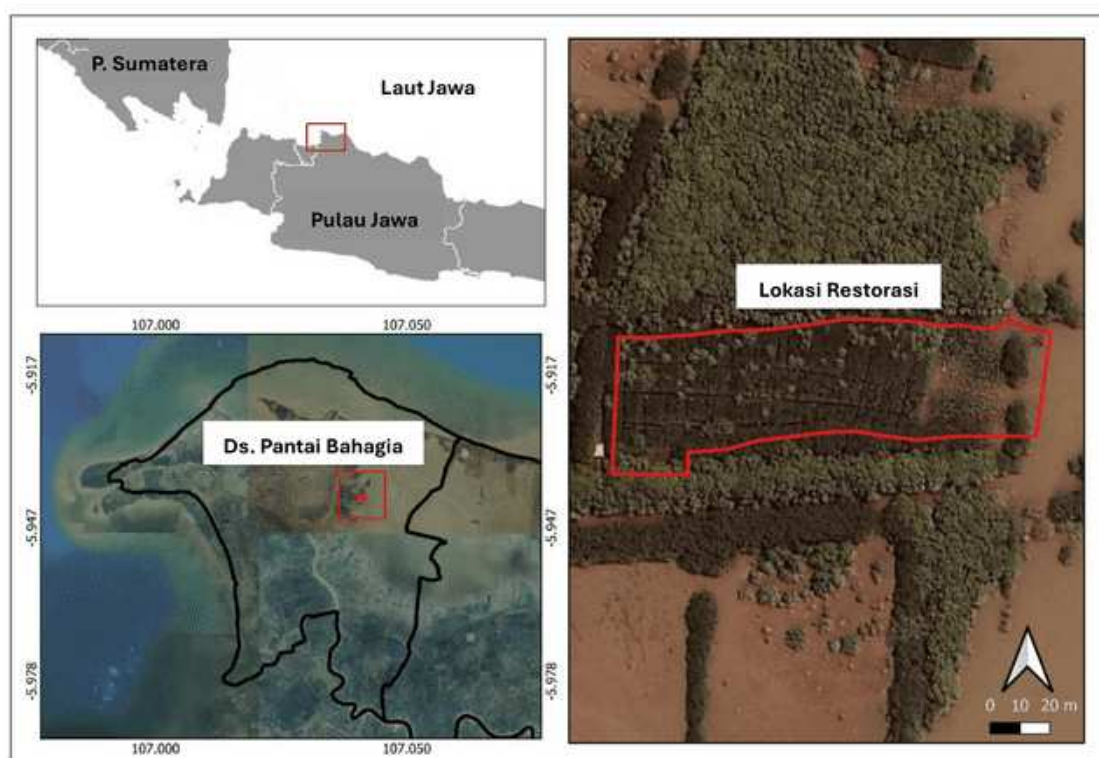 P. Sumatera
Laut Jawa
Pulau Jawa
107.000
107.050
-5.917
-5.917
Ds. Pantai Bahagia
-5.947
-5.947
-5.978
-5.978
107.000
107.050
Lokasi Restorasi
0 10 20 m